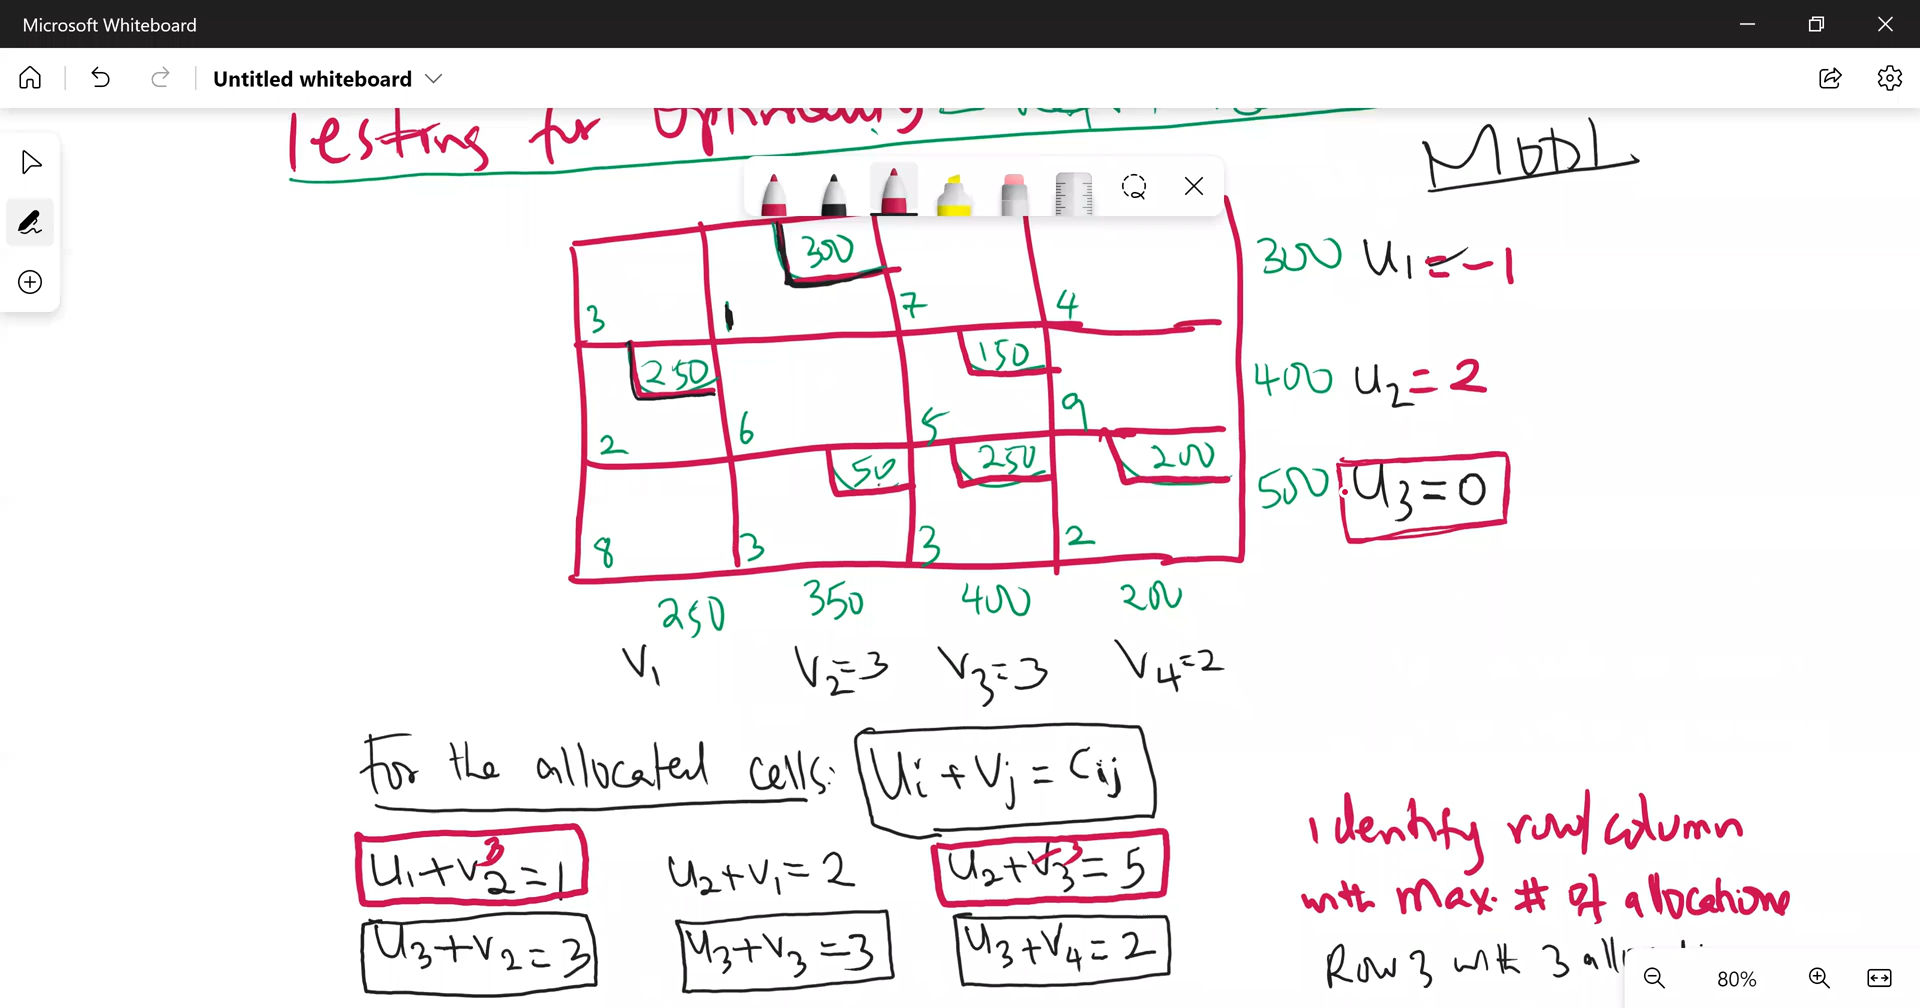 Microsoft Whiteboard
Untitled whiteboard
Testing for Optimality
MODI
300 300 U1 = -1
3 1 7 4
250 150 400 U2 = 2
2 6 5 9
50 250 200 500 U3 = 0
8 3 3 2
250 350 400 200
V1 V2 = 3 V3 = 3 V4 = 2
For the allocated cells: Ui + Vj = Cij
U1 + V2 = 1 3 U2 + V1 = 2 U2 + V3 = 5 3
U3 + V2 = 3 U3 + V3 = 3 U3 + V4 = 2
Identify row/column
with max. # of allocations
Row 3 with 3
80%